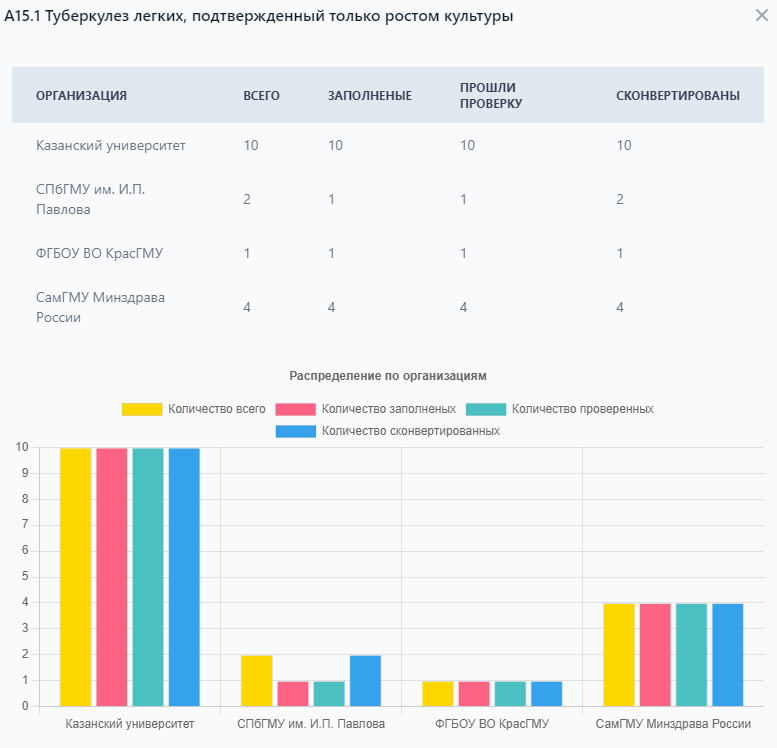 A15.1 Туберкулез легких, подтвержденный только ростом культуры
ОРГАНИЗАЦИЯ ВСЕГО ЗАПОЛНЕНЫЕ ПРОШЛИ ПРОВЕРКУ СКОНВЕРТИРОВАНЫ
Казанский университет 10 10 10 10
СПбГМУ им. И.П.
Павлова 2 1 1 2
ФГБОУ ВО КрасГМУ 1 1 1 1
СамГМУ Минздрава
России 4 4 4 4
Распределение по организациям
Количество всего Количество заполненых Количество проверенных
Количество сконвертированных
10
9
8
7
6
5
4
3
2
1
0
Казанский университет СПбГМУ им. И.П. Павлова ФГБОУ ВО КрасГМУ СамГМУ Минздрава России